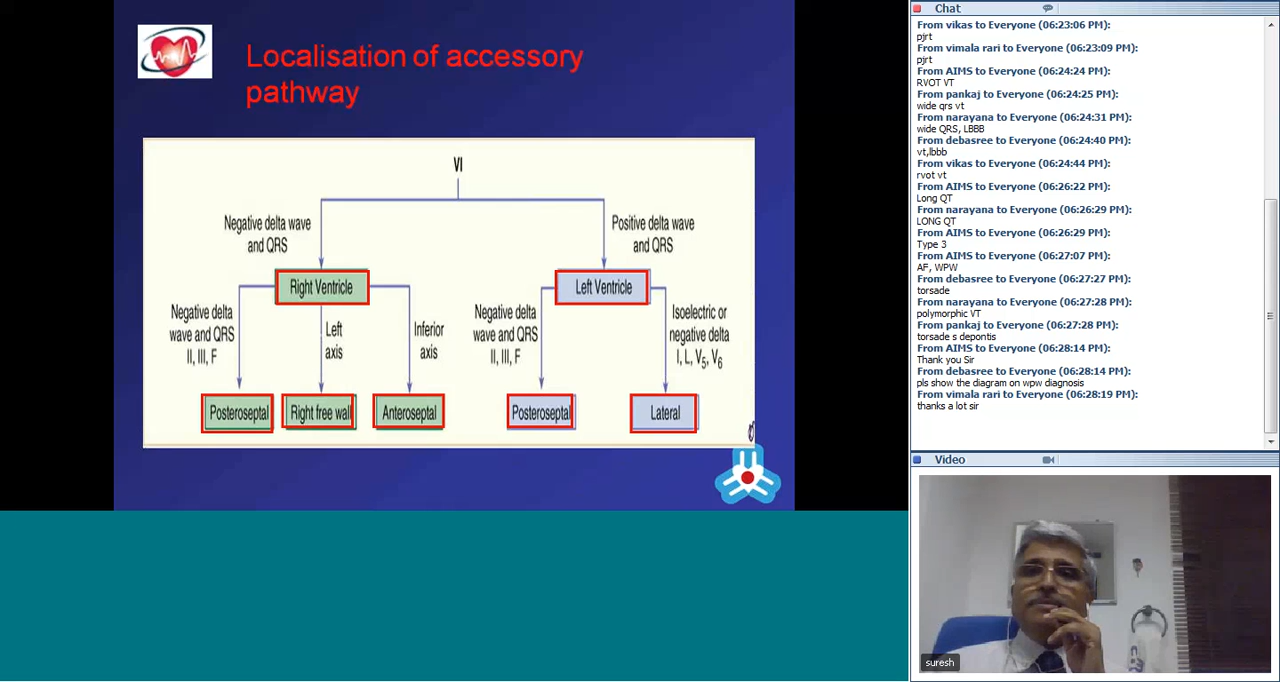 Localisation of accessory
pathway
VI
Negative delta wave
and QRS
Positive delta wave
and QRS
Right Ventricle
Left Ventricle
Negative delta
wave and QRS
II, III, F
Left
axis
Inferior
axis
Negative delta
wave and QRS
II, III, F
Isoelectric or
negative delta
I, L, V5, V6
Posteroseptal
Right free wall
Anteroseptal
Posteroseptal
Lateral
Chat
From vikas to Everyone (06:23:06 PM):
pjrt
From vimala rari to Everyone (06:23:09 PM):
pjrt
From AIMS to Everyone (06:24:24 PM):
RVOT VT
From pankaj to Everyone (06:24:25 PM):
wide qrs vt
From narayana to Everyone (06:24:31 PM):
wide QRS, LBBB
From debasree to Everyone (06:24:40 PM):
vt,lbbb
From vikas to Everyone (06:24:44 PM):
rvot vt
From AIMS to Everyone (06:26:22 PM):
Long QT
From narayana to Everyone (06:26:29 PM):
LONG QT
From AIMS to Everyone (06:26:29 PM):
Type 3
From AIMS to Everyone (06:27:07 PM):
AF, WPW
From debasree to Everyone (06:27:27 PM):
torsade
From narayana to Everyone (06:27:28 PM):
polymorphic VT
From pankaj to Everyone (06:27:28 PM):
torsade s depontis
From AIMS to Everyone (06:28:14 PM):
Thank you Sir
From debasree to Everyone (06:28:14 PM):
pls show the diagram on wpw diagnosis
From vimala rari to Everyone (06:28:19 PM):
thanks a lot sir
Video
suresh